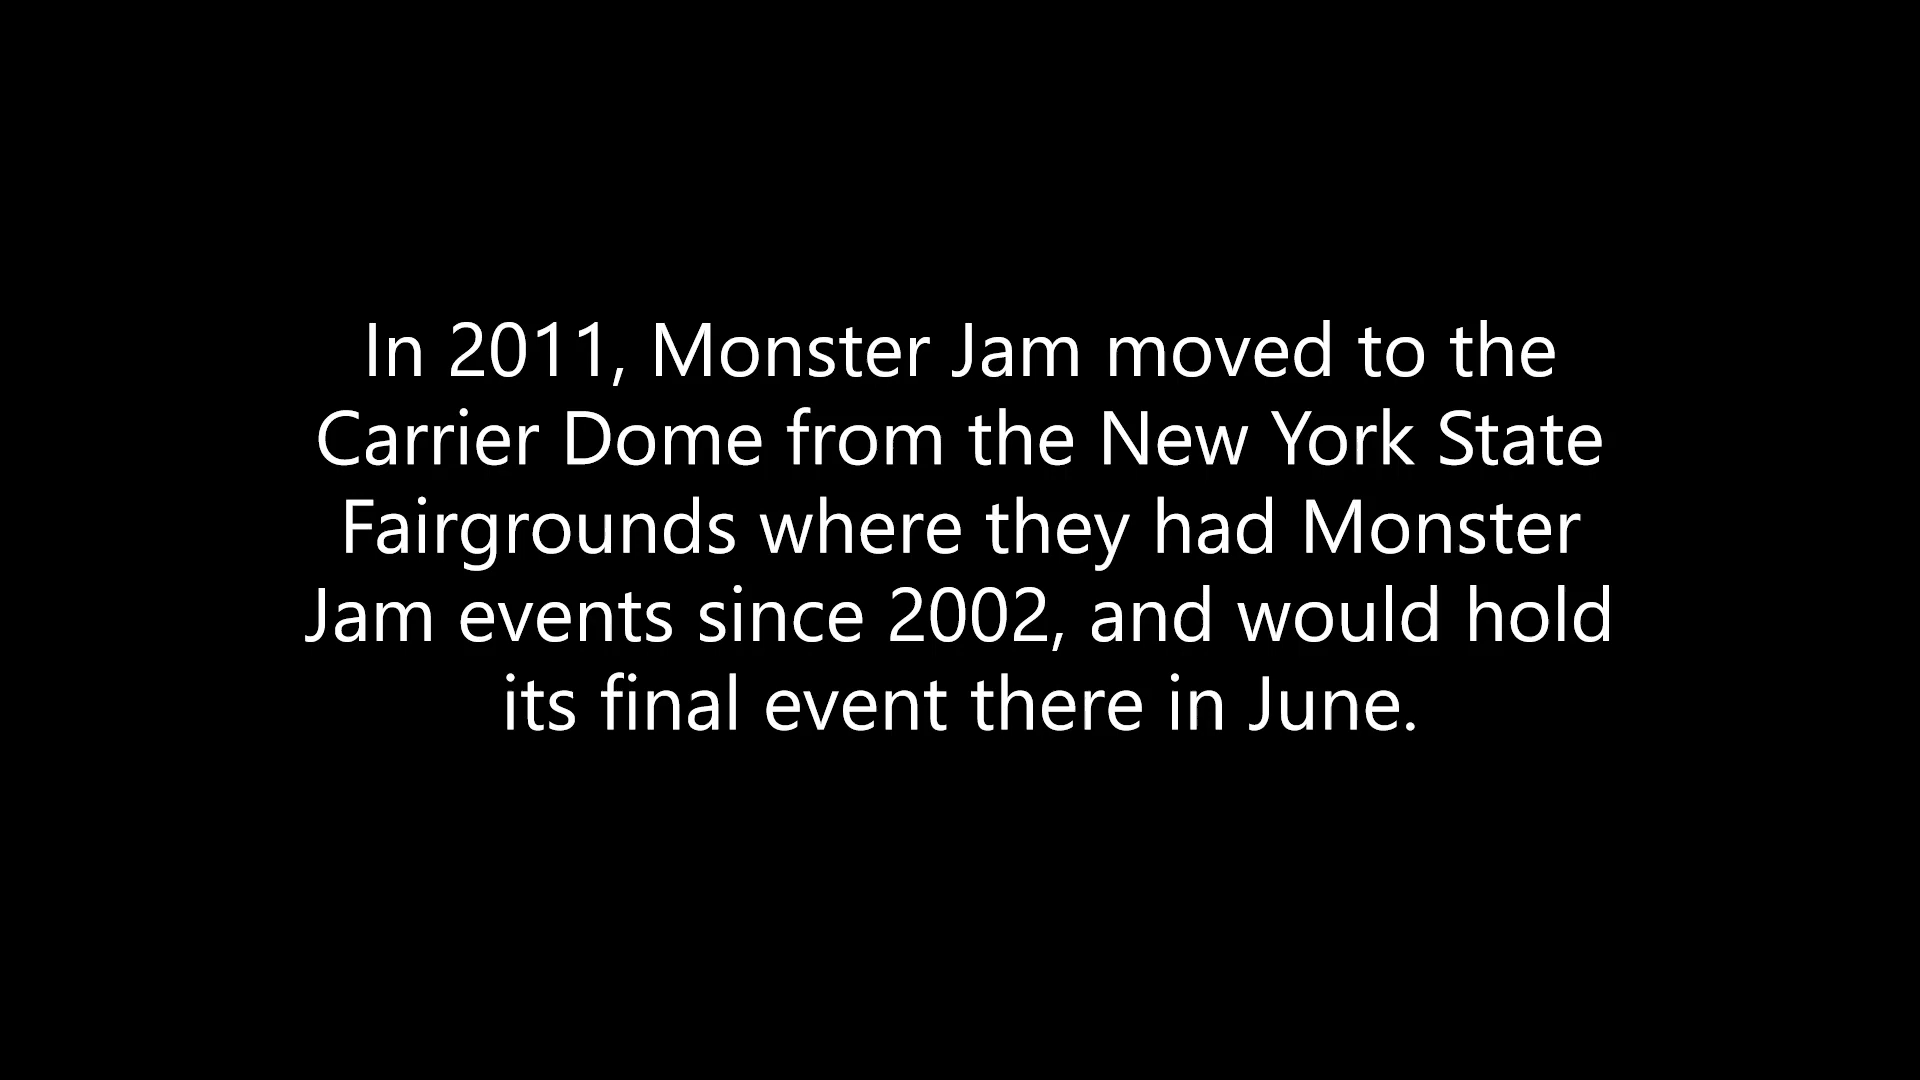 In 2011, Monster Jam moved to the
Carrier Dome from the New York State
Fairgrounds where they had Monster
Jam events since 2002, and would hold
its final event there in June.